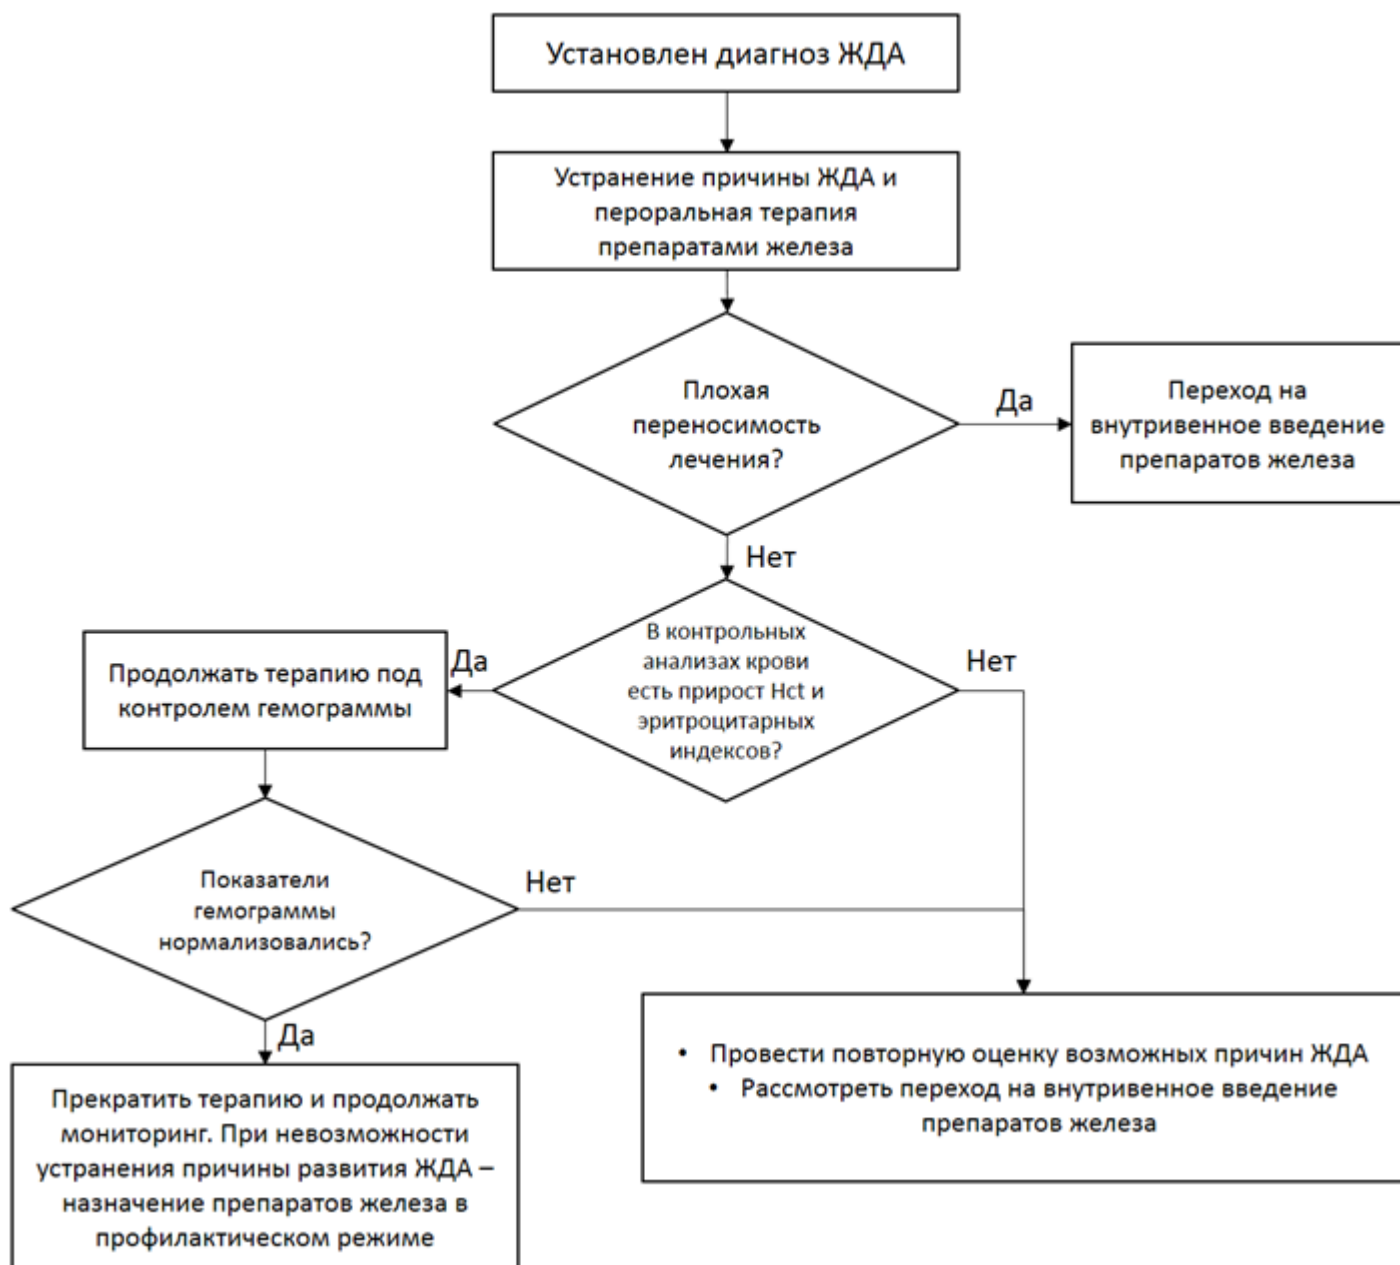 Установлен диагноз ЖДА
Устранение причины ЖДА и
пероральная терапия
препаратами железа
Плохая
переносимость
лечения?
Да
Переход на
внутривенное введение
препаратов железа
Нет
В контрольных
анализах крови
есть прирост Hct и
эритроцитарных
индексов?
Да
Нет
Продолжать терапию под
контролем гемограммы
Показатели
гемограммы
нормализовались?
Нет
Да
• Провести повторную оценку возможных причин ЖДА
• Рассмотреть переход на внутривенное введение
препаратов железа
Прекратить терапию и продолжать
мониторинг. При невозможности
устранения причины развития ЖДА –
назначение препаратов железа в
профилактическом режиме